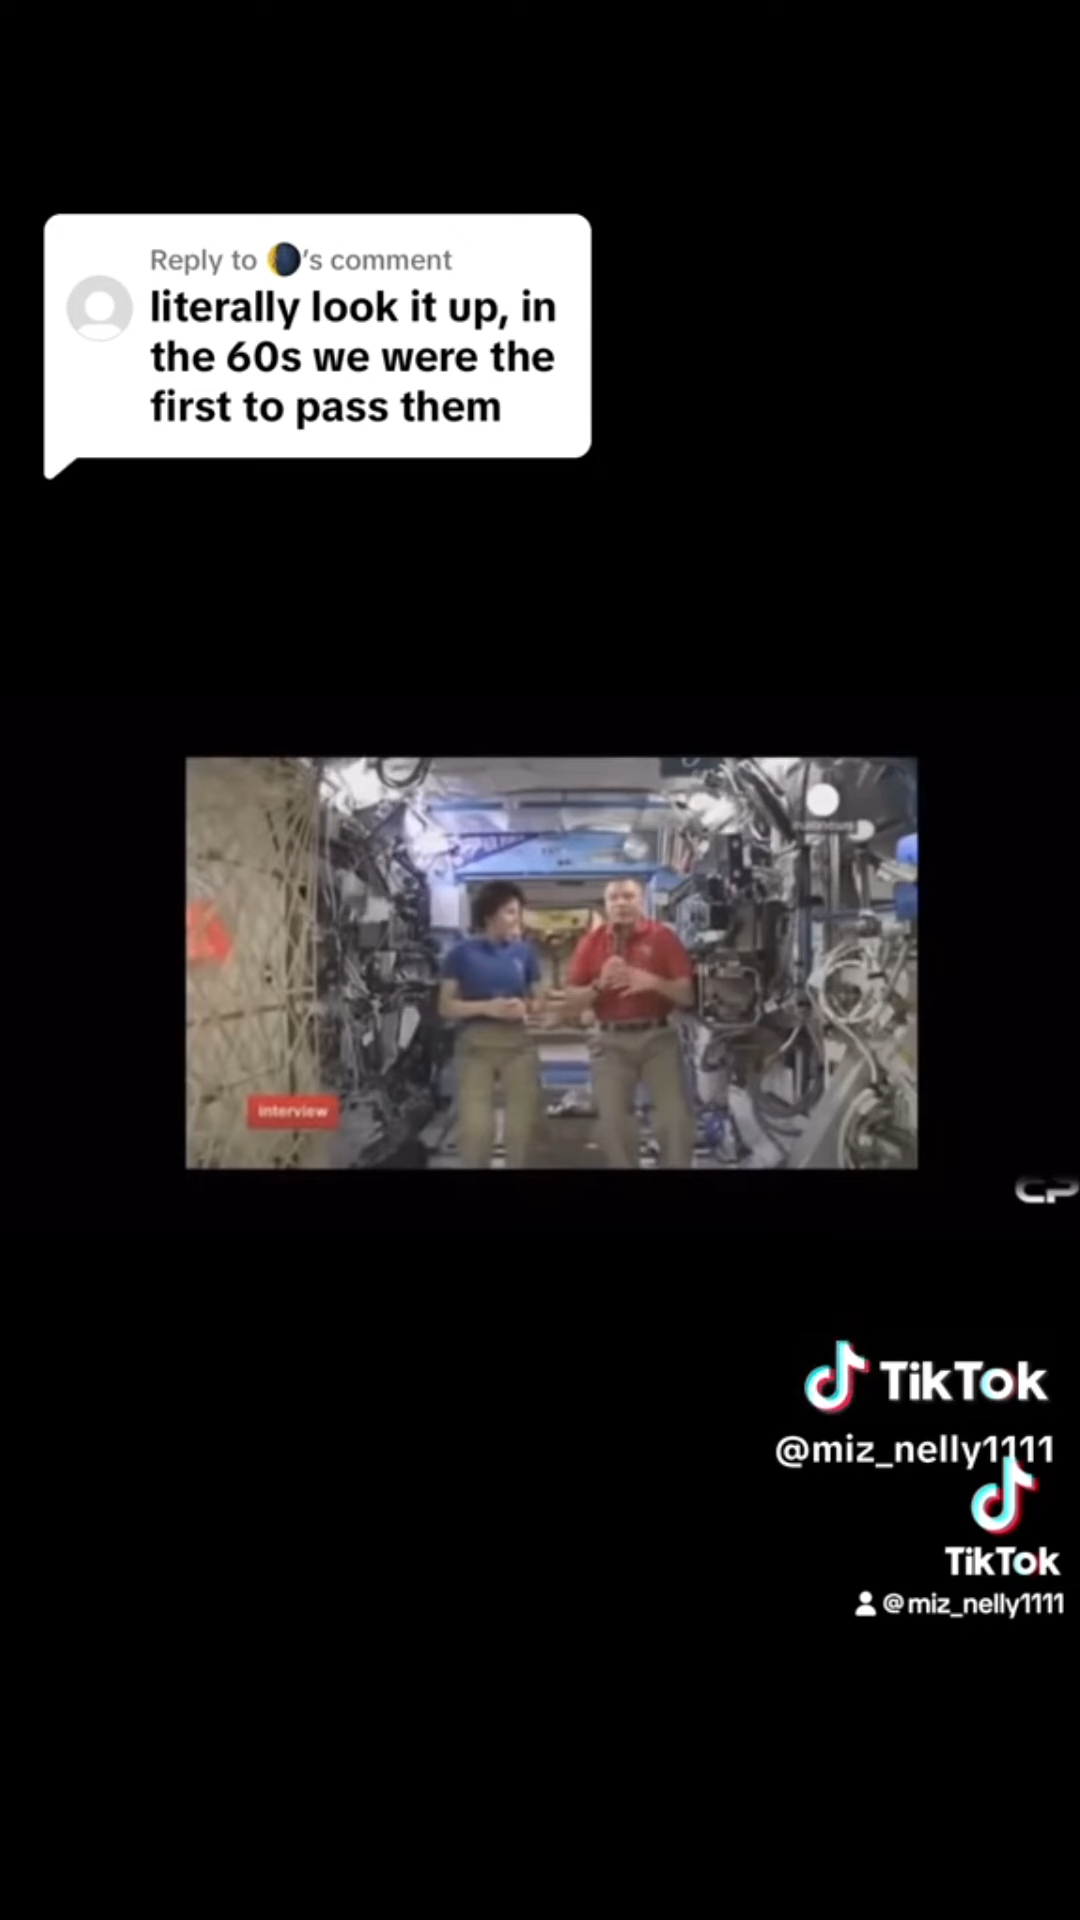 Reply to 🌘's comment
literally look it up, in
the 60s we were the
first to pass them
interview
CP
TikTok
@miz_nelly1111
TikTok
@miz_nelly1111